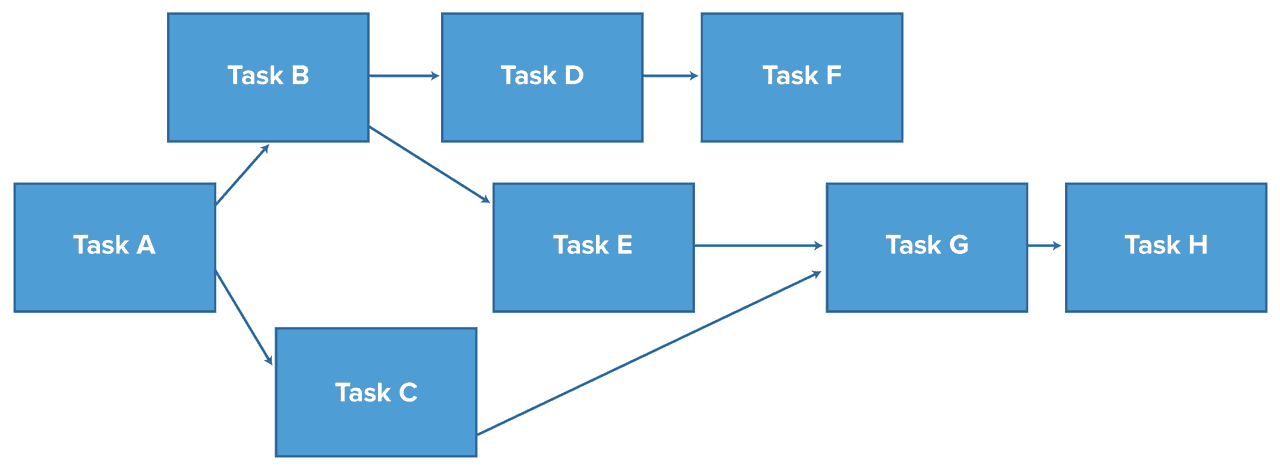 Task B
Task D
Task F
Task A
Task E
Task G
Task H
Task C